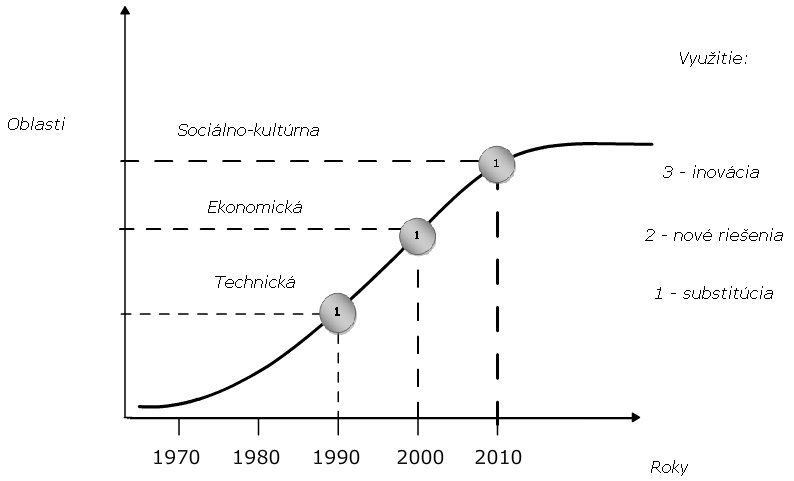 Využitie:
Oblasti
Sociálno-kultúrna
1
3 - inovácia
Ekonomická
1
2 - nové riešenia
Technická
1 - substitúcia
1
1970 1980 1990 2000 2010
Roky